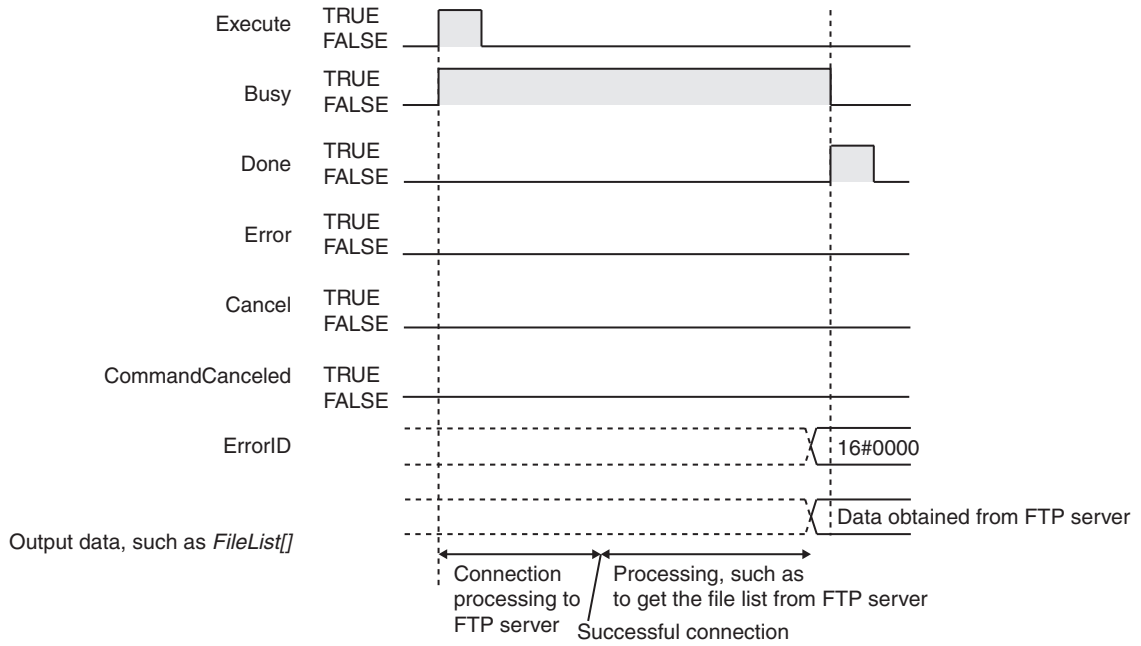 Execute
TRUE
FALSE
Busy
TRUE
FALSE
Done
TRUE
FALSE
Error
TRUE
FALSE
Cancel
TRUE
FALSE
CommandCanceled
TRUE
FALSE
ErrorID
16#0000
Output data, such as FileList[]
Data obtained from FTP server
Connection
processing to
FTP server
Processing, such as
to get the file list from FTP server
Successful connection